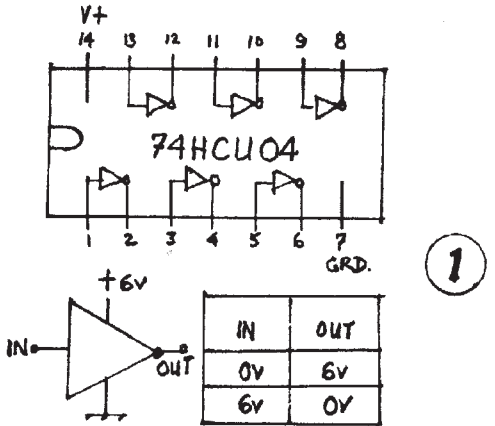 V+
14 13 12 11 10 9 8
74HCU04
1 2 3 4 5 6 7
GRD.
1
+6V
IN
OUT
IN OUT
0V 6V
6V 0V